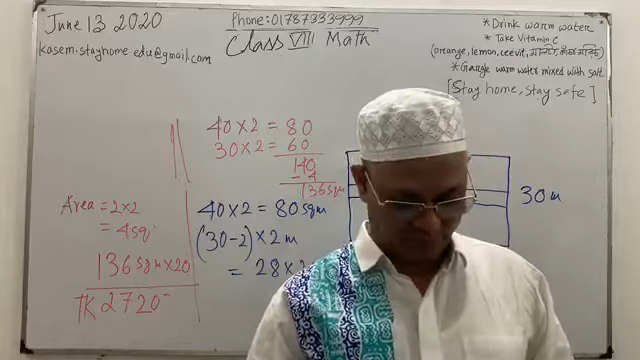 June 13 2020
kasem.stayhome.edu@gmail.com
Phone: 01787333999
Class VIII Math
* Drink warm water
* Take Vitamin C
(orange, lemon, ceevit,
* Gargle warm water mixed with salt
[Stay home, stay safe]
40 × 2 = 80
30 × 2 = 60
140
- 4
136 sqm
Area = 2 × 2
= 4 sq.
136 sqm × 20
TK 2720
40 × 2 = 80 sqm
(30 - 2) × 2 m
= 28 ×
30 m